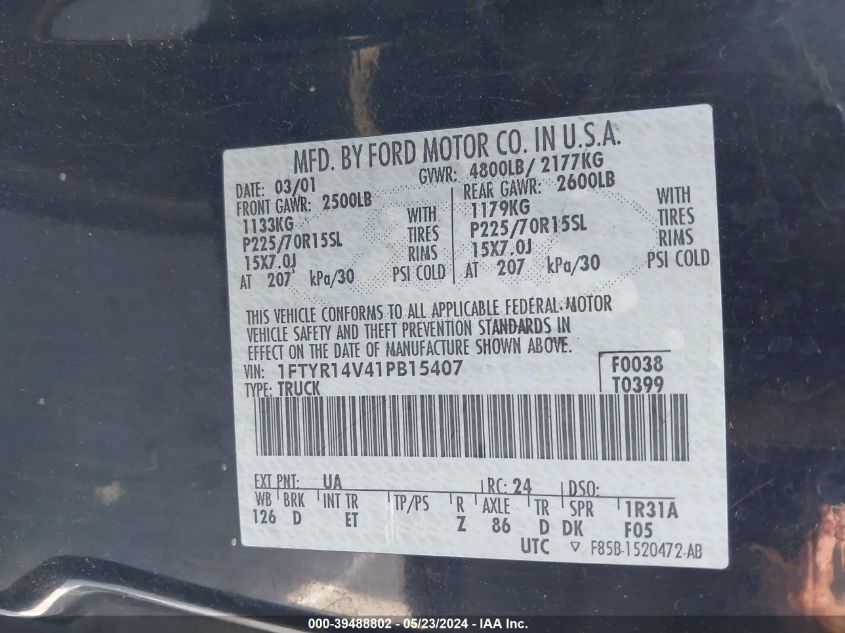 MFD. BY FORD MOTOR CO. IN U.S.A.
DATE: 03/01 GVWR: 4800LB/ 2177KG
FRONT GAWR: 2500LB REAR GAWR: 2600LB
1133KG WITH 1179KG WITH
P225/70R15SL TIRES P225/70R15SL TIRES
15X7.0J RIMS 15X7.0J RIMS
AT 207 kPa/30 PSI COLD AT 207 kPa/30 PSI COLD
THIS VEHICLE CONFORMS TO ALL APPLICABLE FEDERAL MOTOR
VEHICLE SAFETY AND THEFT PREVENTION STANDARDS IN
EFFECT ON THE DATE OF MANUFACTURE SHOWN ABOVE.
VIN: 1FTYR14V41PB15407 F0038
TYPE: TRUCK T0399
EXT PNT: UA RC: 24 DSO:
WB BRK INT TR TP/PS R AXLE TR SPR 1R31A
126 D ET Z 86 D DK F05
UTC ▽ F85B-1520472-AB
000-39488802 - 05/23/2024 - IAA Inc.